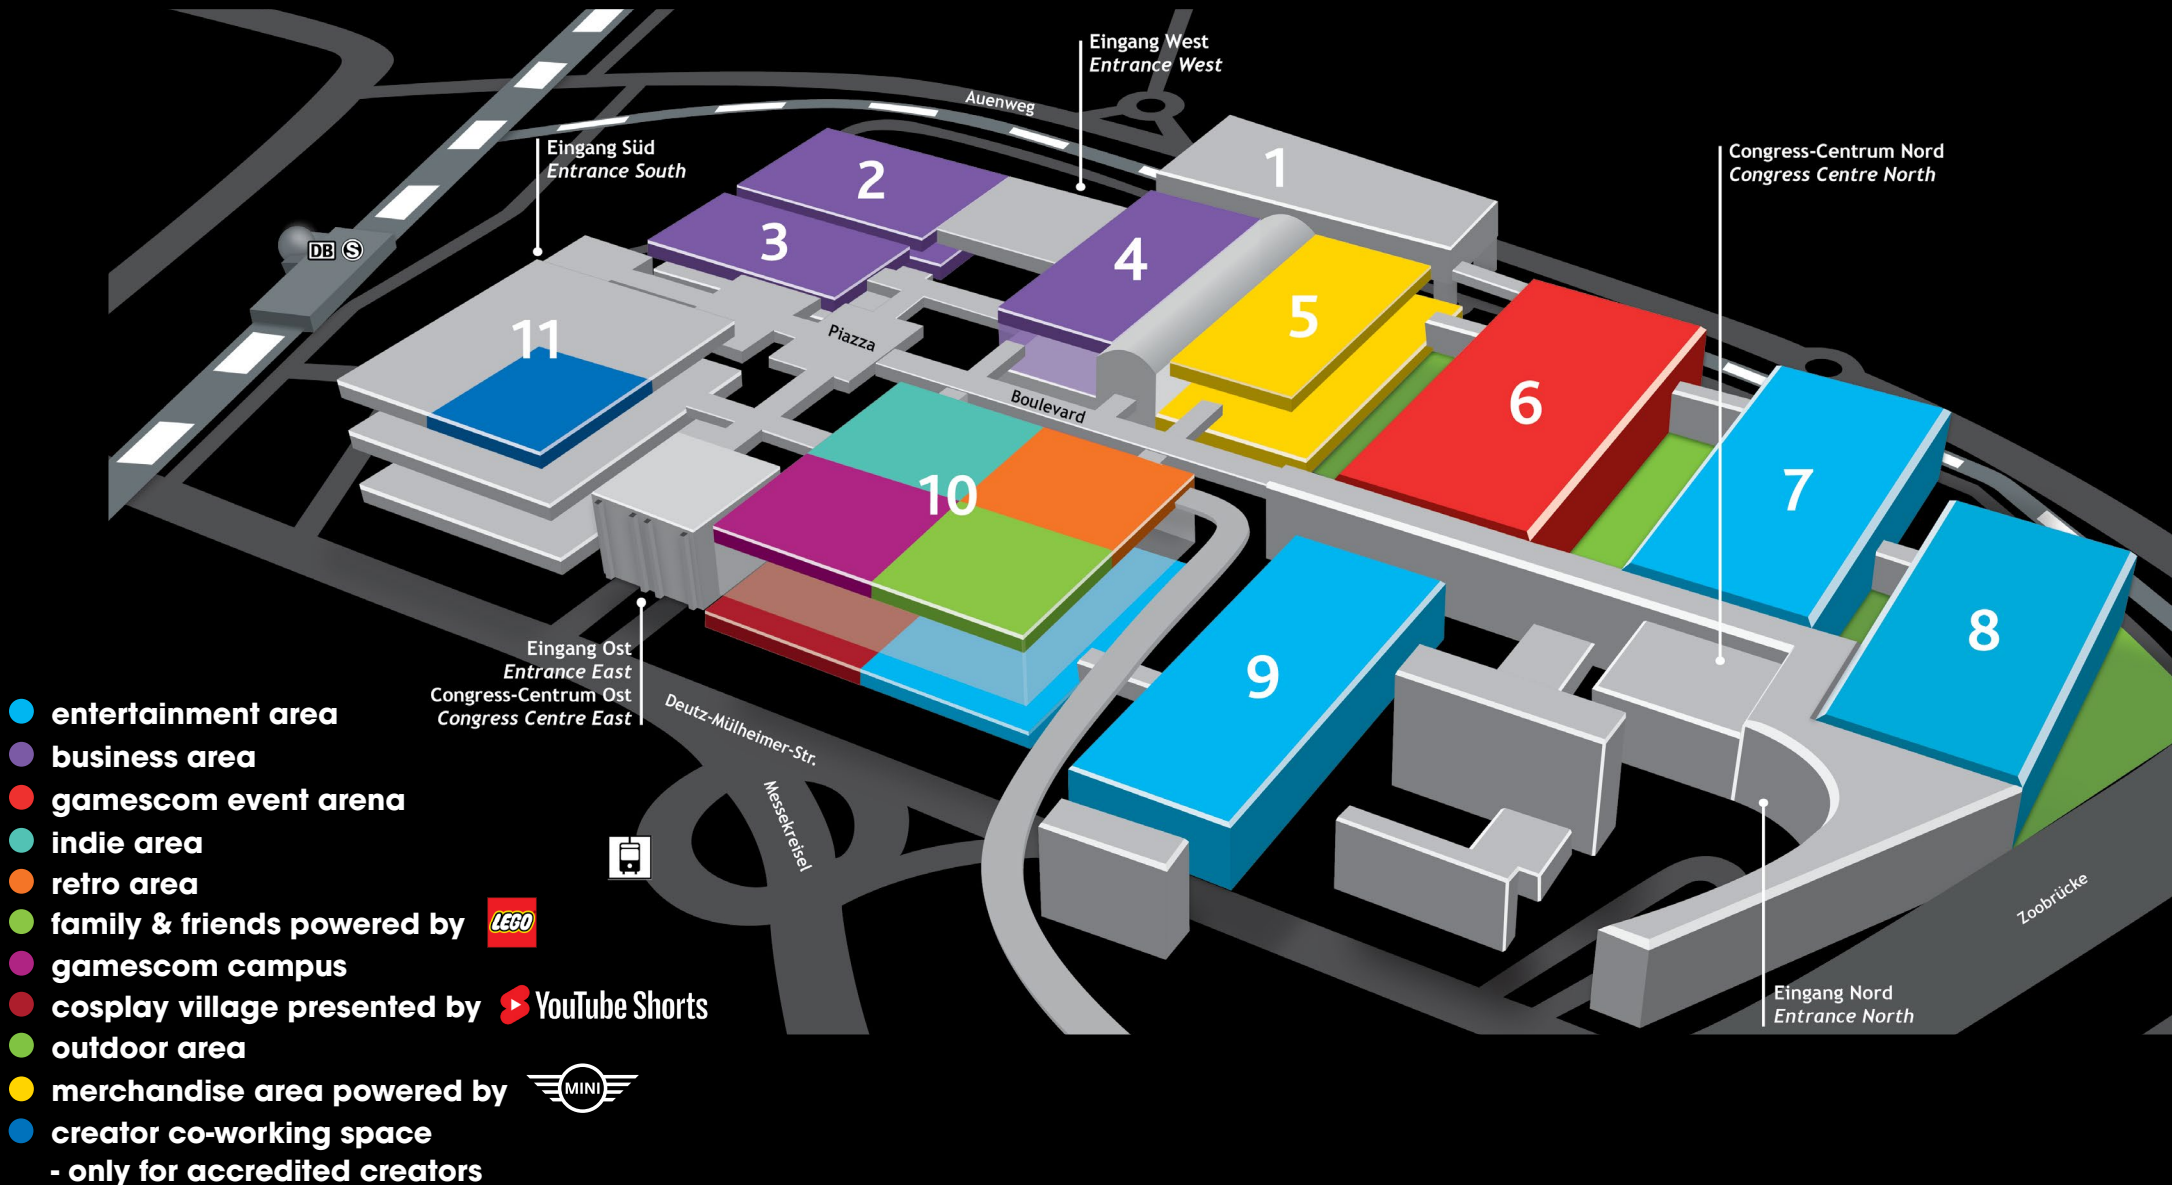 Eingang West
Entrance West
Auenweg
Eingang Süd
Entrance South
Congress-Centrum Nord
Congress Centre North
1
2
3
4
5
6
7
8
9
10
11
DB S
Piazza
Boulevard
Eingang Ost
Entrance East
Congress-Centrum Ost
Congress Centre East
Deutz-Mülheimer-Str.
Messekreisel
Zoobrücke
Eingang Nord
Entrance North
entertainment area
business area
gamescom event arena
indie area
retro area
family & friends powered by LEGO
gamescom campus
cosplay village presented by YouTube Shorts
outdoor area
merchandise area powered by MINI
creator co-working space
- only for accredited creators